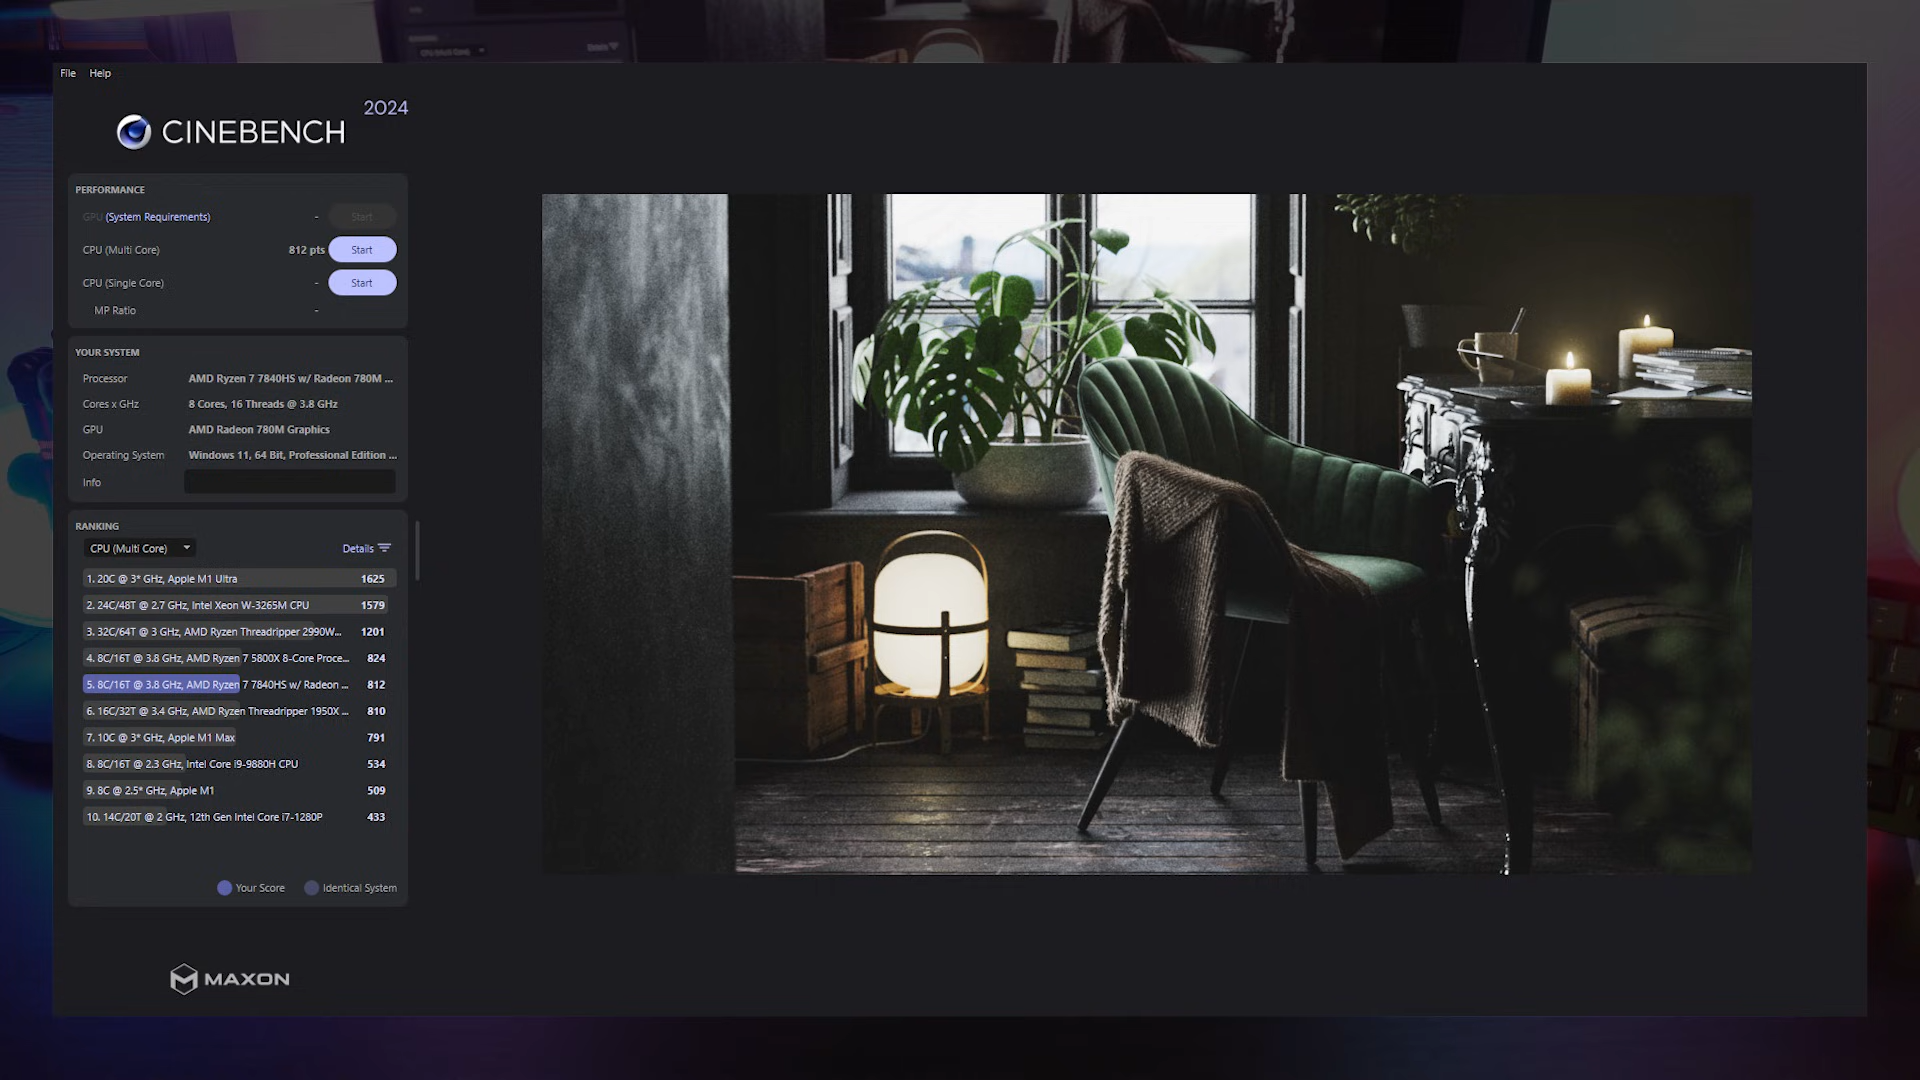 File Help
CINEBENCH 2024
PERFORMANCE
GPU (System Requirements) - Start
CPU (Multi Core) 812 pts Start
CPU (Single Core) - Start
MP Ratio -
YOUR SYSTEM
Processor AMD Ryzen 7 7840HS w/ Radeon 780M ...
Cores x GHz 8 Cores, 16 Threads @ 3.8 GHz
GPU AMD Radeon 780M Graphics
Operating System Windows 11, 64 Bit, Professional Edition ...
Info
RANKING
CPU (Multi Core) Details
1. 20C @ 3* GHz, Apple M1 Ultra 1625
2. 24C/48T @ 2.7 GHz, Intel Xeon W-3265M CPU 1579
3. 32C/64T @ 3 GHz, AMD Ryzen Threadripper 2990W... 1201
4. 8C/16T @ 3.8 GHz, AMD Ryzen 7 5800X 8-Core Proce... 824
5. 8C/16T @ 3.8 GHz, AMD Ryzen 7 7840HS w/ Radeon ... 812
6. 16C/32T @ 3.4 GHz, AMD Ryzen Threadripper 1950X ... 810
7. 10C @ 3* GHz, Apple M1 Max 791
8. 8C/16T @ 2.3 GHz, Intel Core i9-9880H CPU 534
9. 8C @ 2.5* GHz, Apple M1 509
10. 14C/20T @ 2 GHz, 12th Gen Intel Core i7-1280P 433
Your Score Identical System
MAXON